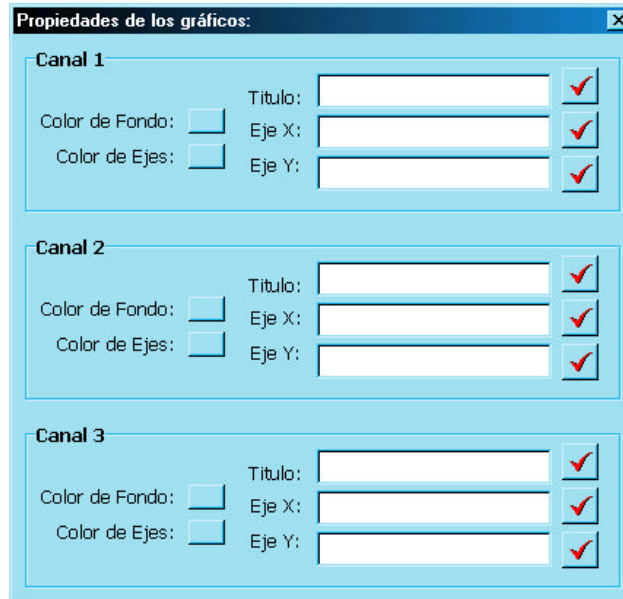 Propiedades de los gráficos:
Canal 1
Titulo:
Color de Fondo:
Eje X:
Color de Ejes:
Eje Y:
Canal 2
Titulo:
Color de Fondo:
Eje X:
Color de Ejes:
Eje Y:
Canal 3
Titulo:
Color de Fondo:
Eje X:
Color de Ejes:
Eje Y: